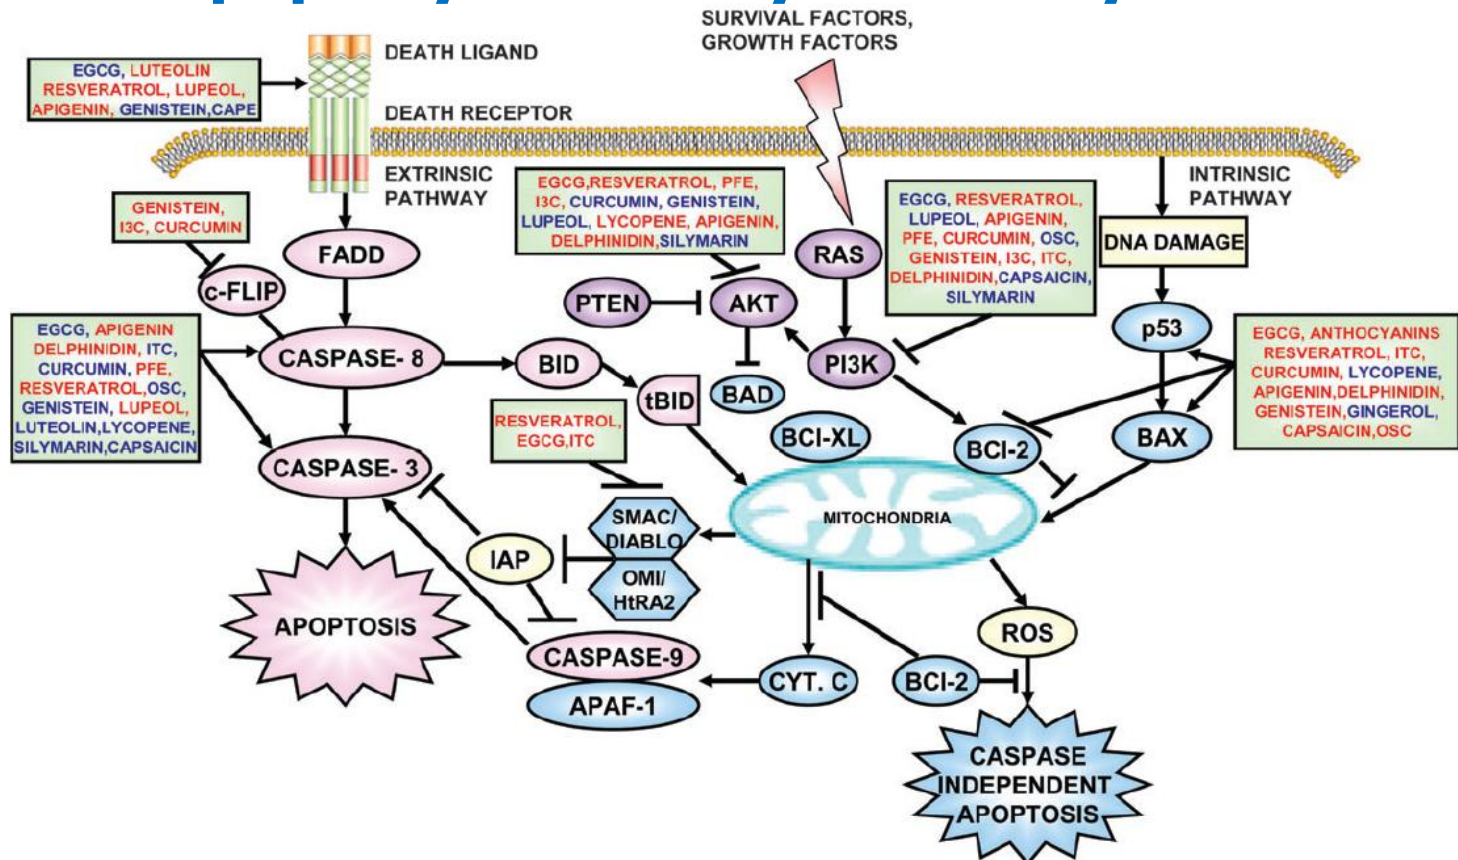 SURVIVAL FACTORS,
GROWTH FACTORS
DEATH LIGAND
EGCG, LUTEOLIN
RESVERATROL, LUPEOL,
APIGENIN, GENISTEIN,CAPE
DEATH RECEPTOR
EXTRINSIC
PATHWAY
INTRINSIC
PATHWAY
GENISTEIN,
I3C, CURCUMIN
EGCG,RESVERATROL, PFE,
I3C, CURCUMIN, GENISTEIN,
LUPEOL, LYCOPENE, APIGENIN,
DELPHINIDIN,SILYMARIN
EGCG, RESVERATROL,
LUPEOL, APIGENIN,
PFE, CURCUMIN, OSC,
GENISTEIN, I3C, ITC,
DELPHINIDIN,CAPSAICIN,
SILYMARIN
DNA DAMAGE
FADD
RAS
c-FLIP
PTEN
AKT
p53
EGCG, APIGENIN
DELPHINIDIN, ITC,
CURCUMIN, PFE,
RESVERATROL,OSC,
GENISTEIN, LUPEOL,
LUTEOLIN,LYCOPENE,
SILYMARIN,CAPSAICIN
CASPASE- 8
BID
tBID
BAD
PI3K
EGCG, ANTHOCYANINS
RESVERATROL, ITC,
CURCUMIN, LYCOPENE,
APIGENIN,DELPHINIDIN,
GENISTEIN,GINGEROL,
CAPSAICIN,OSC
RESVERATROL,
EGCG,ITC
BCl-XL
BCl-2
BAX
CASPASE- 3
MITOCHONDRIA
SMAC/
DIABLO
IAP
OMI/
HtRA2
APOPTOSIS
ROS
CASPASE-9
APAF-1
CYT. C
BCl-2
CASPASE
INDEPENDENT
APOPTOSIS